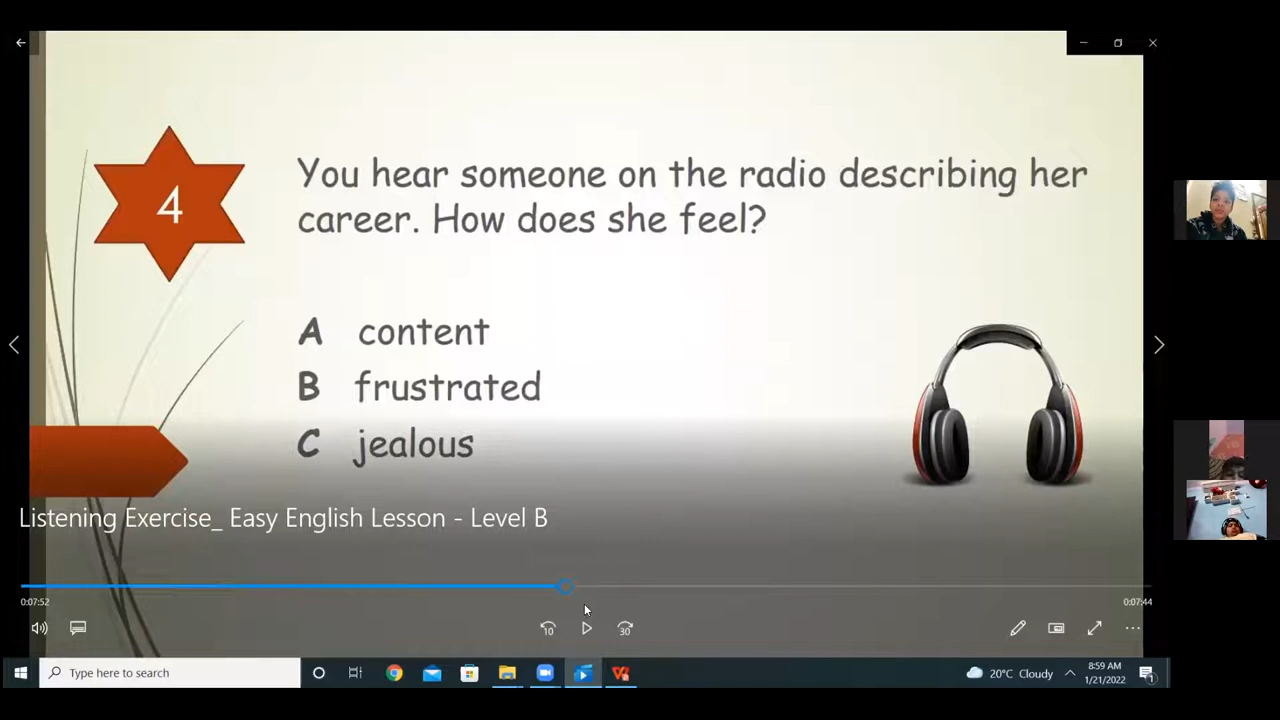 4
You hear someone on the radio describing her
career. How does she feel?
A content
B frustrated
C jealous
Listening Exercise_ Easy English Lesson - Level B
0:07:52
0:07:44
10
30
Type here to search
20°C Cloudy
8:59 AM
1/21/2022
1